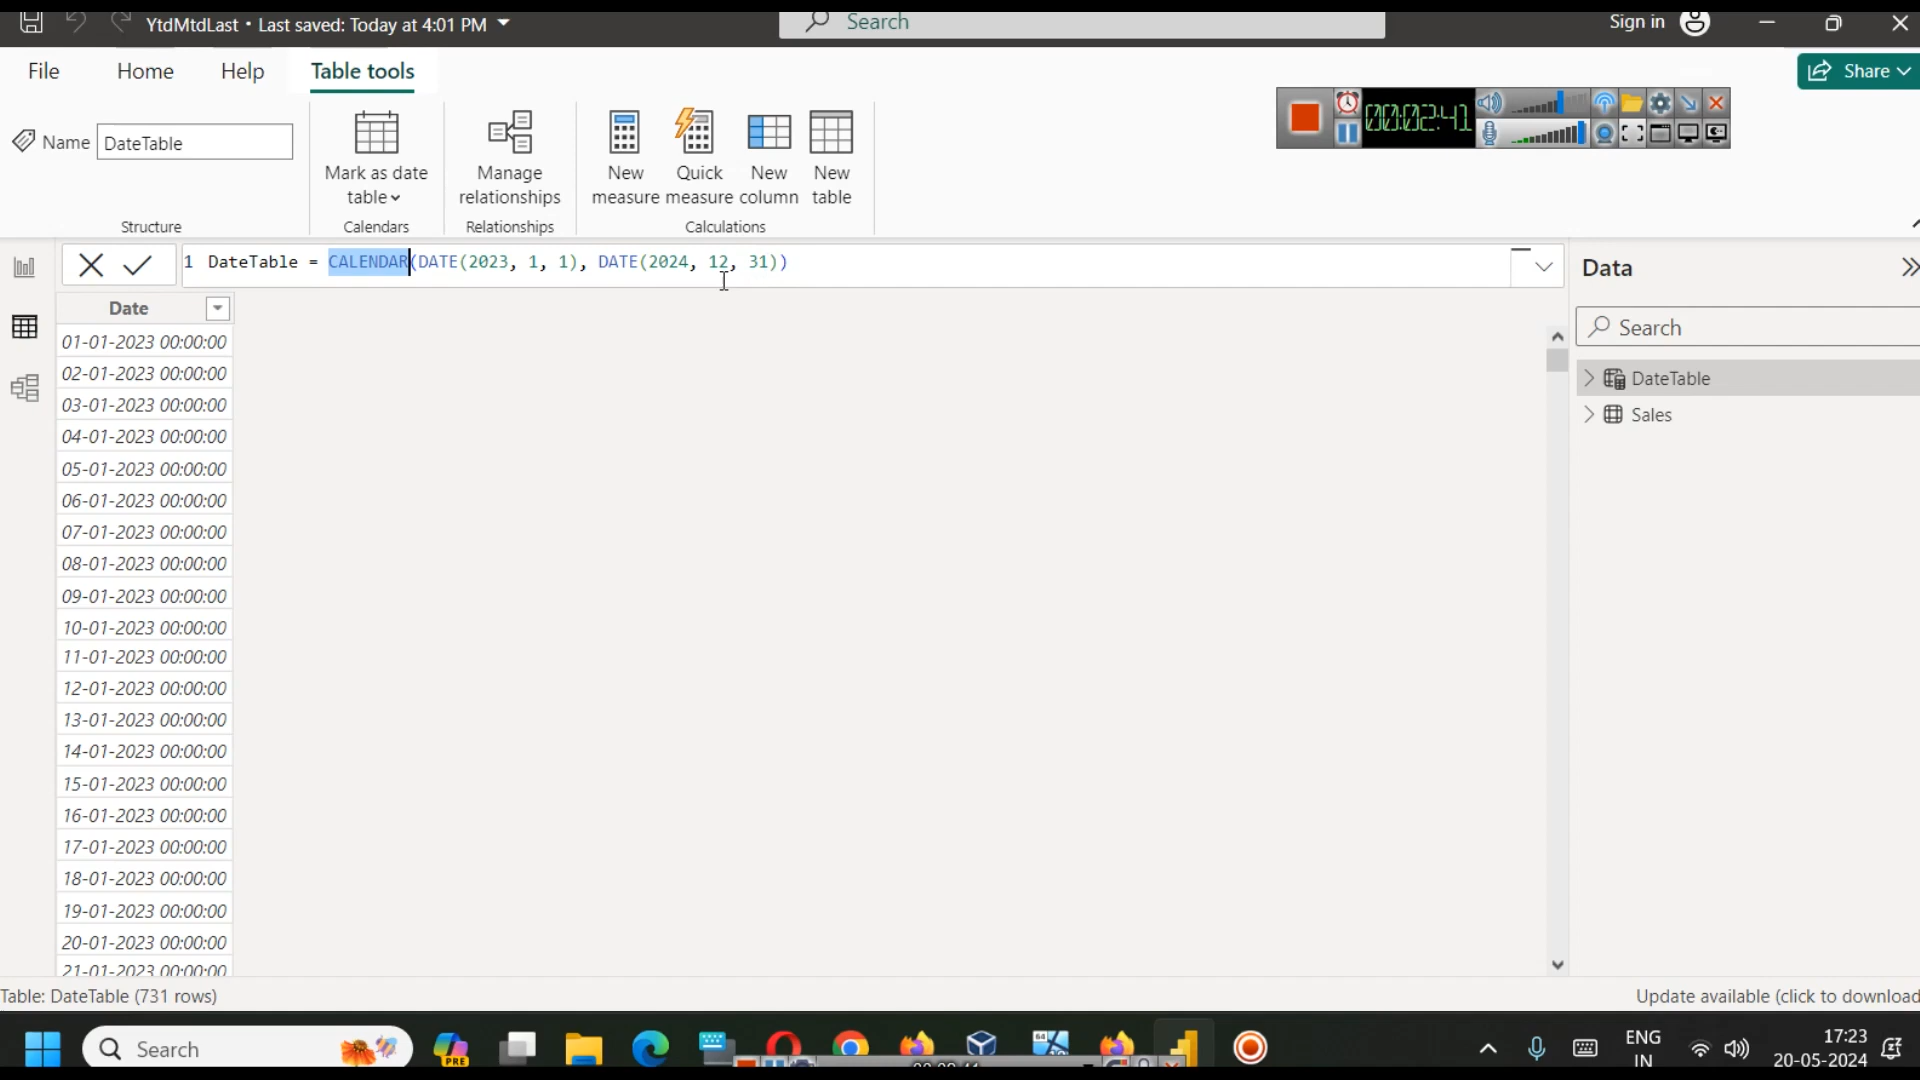 YtdMtdLast • Last saved: Today at 4:01 PM
Search
Sign in
File
Home
Help
Table tools
Share
Name
DateTable
Mark as date
table
Manage
relationships
New
measure
Quick
measure
New
column
New
table
00:02:41
Structure
Calendars
Relationships
Calculations
1 DateTable = CALENDAR(DATE(2023, 1, 1), DATE(2024, 12, 31))
Data
Date
Search
DateTable
Sales
01-01-2023 00:00:00
02-01-2023 00:00:00
03-01-2023 00:00:00
04-01-2023 00:00:00
05-01-2023 00:00:00
06-01-2023 00:00:00
07-01-2023 00:00:00
08-01-2023 00:00:00
09-01-2023 00:00:00
10-01-2023 00:00:00
11-01-2023 00:00:00
12-01-2023 00:00:00
13-01-2023 00:00:00
14-01-2023 00:00:00
15-01-2023 00:00:00
16-01-2023 00:00:00
17-01-2023 00:00:00
18-01-2023 00:00:00
19-01-2023 00:00:00
20-01-2023 00:00:00
21-01-2023 00:00:00
Table: DateTable (731 rows)
Update available (click to download
Search
PRE
64
ENG
IN
17:23
20-05-2024